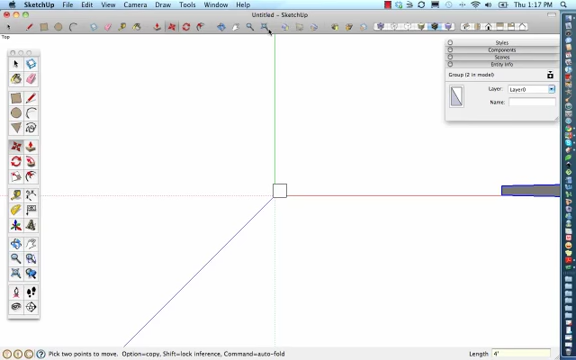 SketchUp File Edit View Camera Draw Tools Window Help
Thu 1:17 PM
Untitled - SketchUp
Top
Styles
Components
Scenes
Entity Info
Group (2 in model)
Layer: Layer0
Name:
Pick two points to move. Option=copy, Shift=lock inference, Command=auto-fold
Length 4"